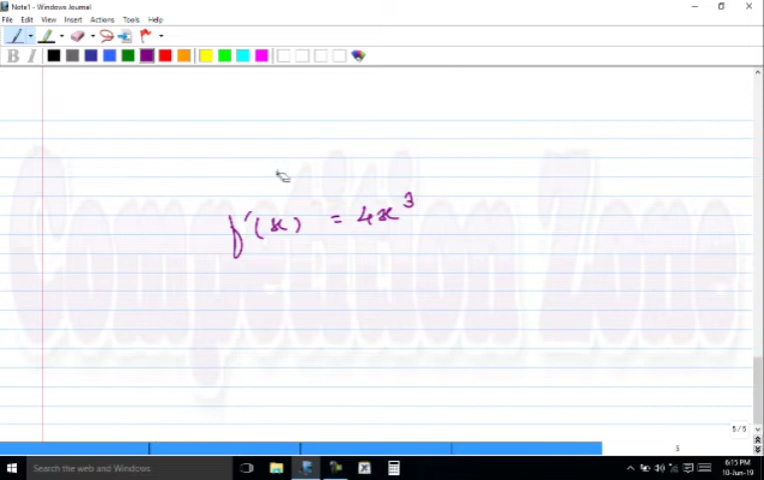 Note1 - Windows Journal
File Edit View Insert Actions Tools Help
B I
Competition Zone
f'(x) = 4x³
5 / 5
5
Search the web and Windows
6:15 PM
10-Jun-19